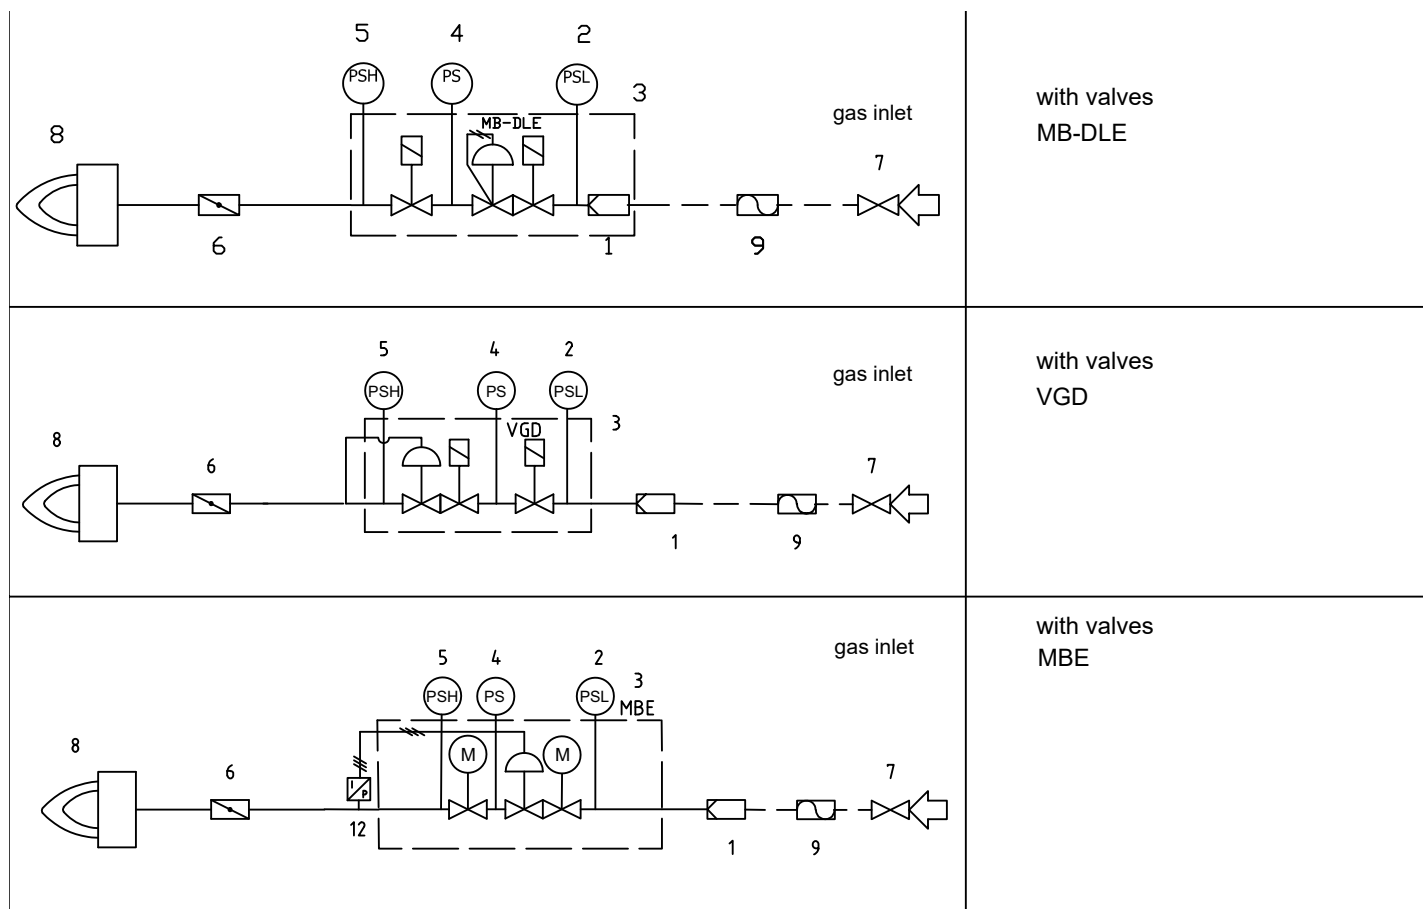 5 4 2
PSH PS PSL
3
MB-DLE
gas inlet
with valves
MB-DLE
8
7
6
1
9
5 4 2
PSH PS PSL
gas inlet
with valves
VGD
VGD
3
8
6
7
1
9
gas inlet
with valves
MBE
5 4 2
PSH PS PSL
3
MBE
8
6
M M
7
I
P
12
1
9